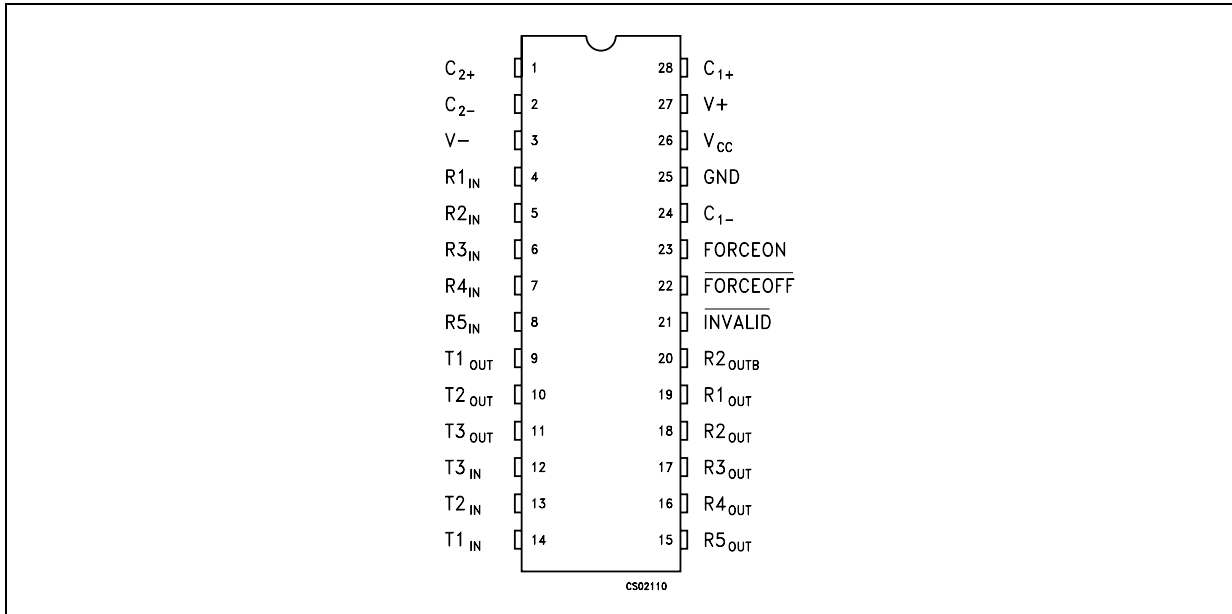 C2+ 1 28 C1+
C2- 2 27 V+
V- 3 26 VCC
R1IN 4 25 GND
R2IN 5 24 C1-
R3IN 6 23 FORCEON
R4IN 7 22 FORCEOFF
R5IN 8 21 INVALID
T1OUT 9 20 R2OUTB
T2OUT 10 19 R1OUT
T3OUT 11 18 R2OUT
T3IN 12 17 R3OUT
T2IN 13 16 R4OUT
T1IN 14 15 R5OUT
CS02110